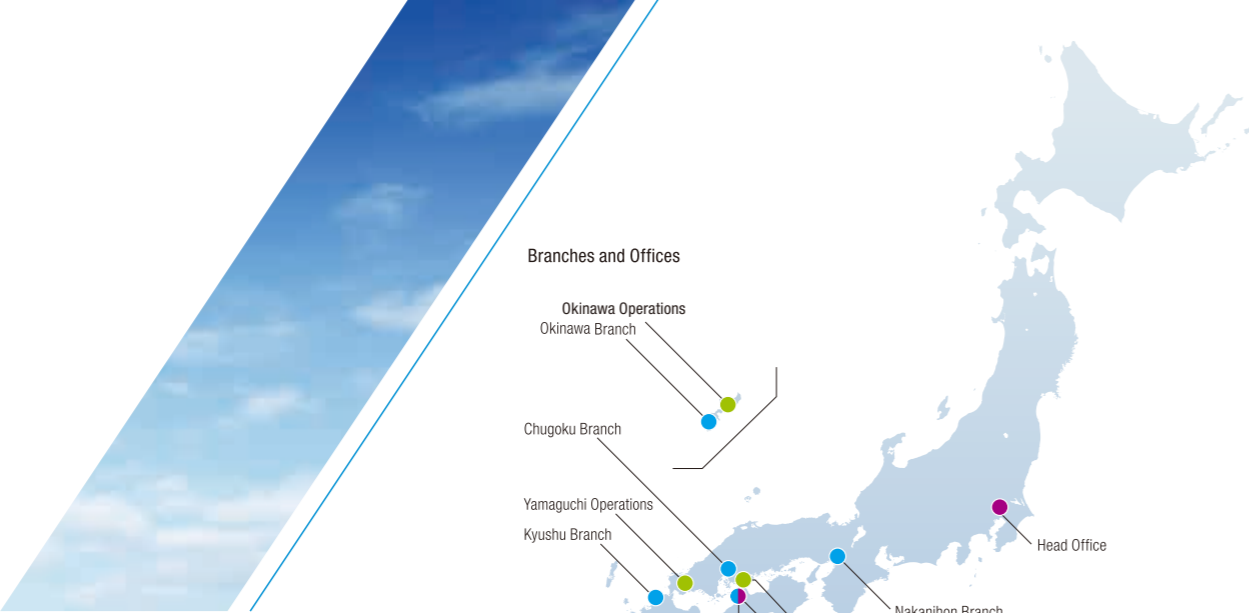 Branches and Offices
Okinawa Operations
Okinawa Branch
Chugoku Branch
Yamaguchi Operations
Kyushu Branch
Head Office
Nakanihon Branch